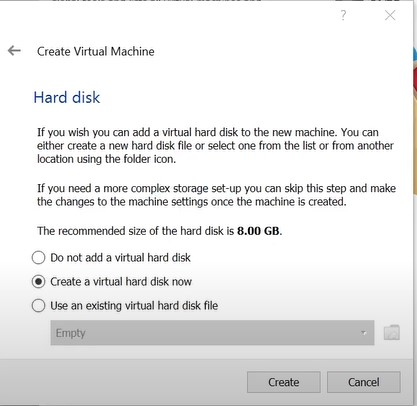 ?
Create Virtual Machine
Hard disk
If you wish you can add a virtual hard disk to the new machine. You can
either create a new hard disk file or select one from the list or from another
location using the folder icon.
If you need a more complex storage set-up you can skip this step and make
the changes to the machine settings once the machine is created.
The recommended size of the hard disk is 8.00 GB.
Do not add a virtual hard disk
Create a virtual hard disk now
Use an existing virtual hard disk file
Empty
Create Cancel